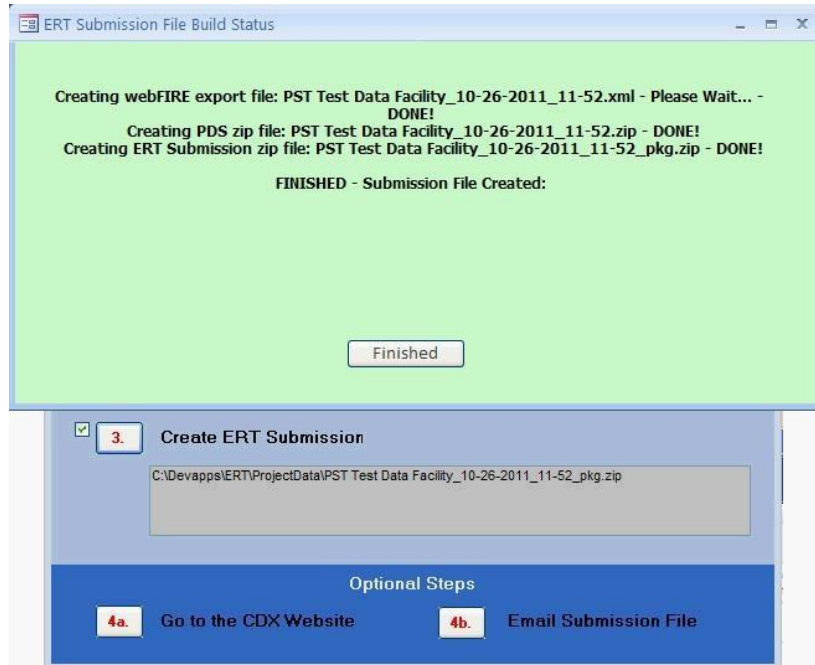 ERT Submission File Build Status
Creating webFIRE export file: PST Test Data Facility_10-26-2011_11-52.xml - Please Wait... -
DONE!
Creating PDS zip file: PST Test Data Facility_10-26-2011_11-52.zip - DONE!
Creating ERT Submission zip file: PST Test Data Facility_10-26-2011_11-52_pkg.zip - DONE!
FINISHED - Submission File Created:
Finished
3. Create ERT Submission
C:\Devapps\ERT\ProjectData\PST Test Data Facility_10-26-2011_11-52_pkg.zip
Optional Steps
4a. Go to the CDX Website 4b. Email Submission File